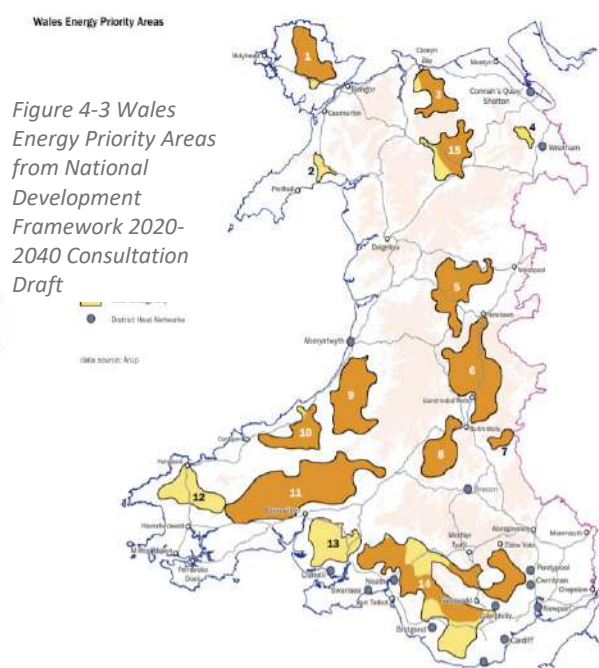 Wales Energy Priority Areas
Figure 4-3 Wales
Energy Priority Areas
from National
Development
Framework 2020-
2040 Consultation
Draft
District Heat Networks
data source: Arup
Holyhead
1
Bangor
Caernarfon
Colwyn
Bay
Mostyn
3
Connah's Quay/
Shotton
4
Wrexham
15
2
Pwllheli
Dolgellau
Welshpool
5
Newtown
Aberystwyth
6
9
Llandrindod Wells
Builth Wells
10
Cardigan
8
7
Fishguard
11
12
Brecon
Carmarthen
Haverfordwest
Milford Haven
Pembroke
Dock
13
Llanelli
Swansea
Neath
Port Talbot
Merthyr
Tydfil
Abergavenny
Ebbw Vale
Monmouth
Pontypool
Cwmbran
Chepstow
14
Newport
Caerphilly
Bridgend
Cardiff